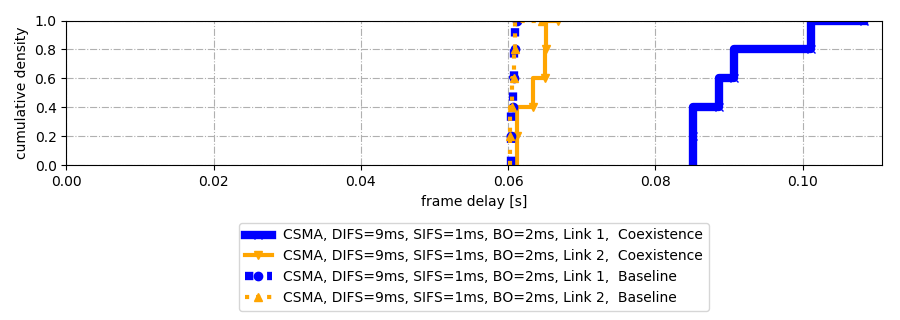 cumulative density
1.0
0.8
0.6
0.4
0.2
0.0
0.00 0.02 0.04 0.06 0.08 0.10
frame delay [s]
CSMA, DIFS=9ms, SIFS=1ms, BO=2ms, Link 1,  Coexistence
CSMA, DIFS=9ms, SIFS=1ms, BO=2ms, Link 2,  Coexistence
CSMA, DIFS=9ms, SIFS=1ms, BO=2ms, Link 1,  Baseline
CSMA, DIFS=9ms, SIFS=1ms, BO=2ms, Link 2,  Baseline